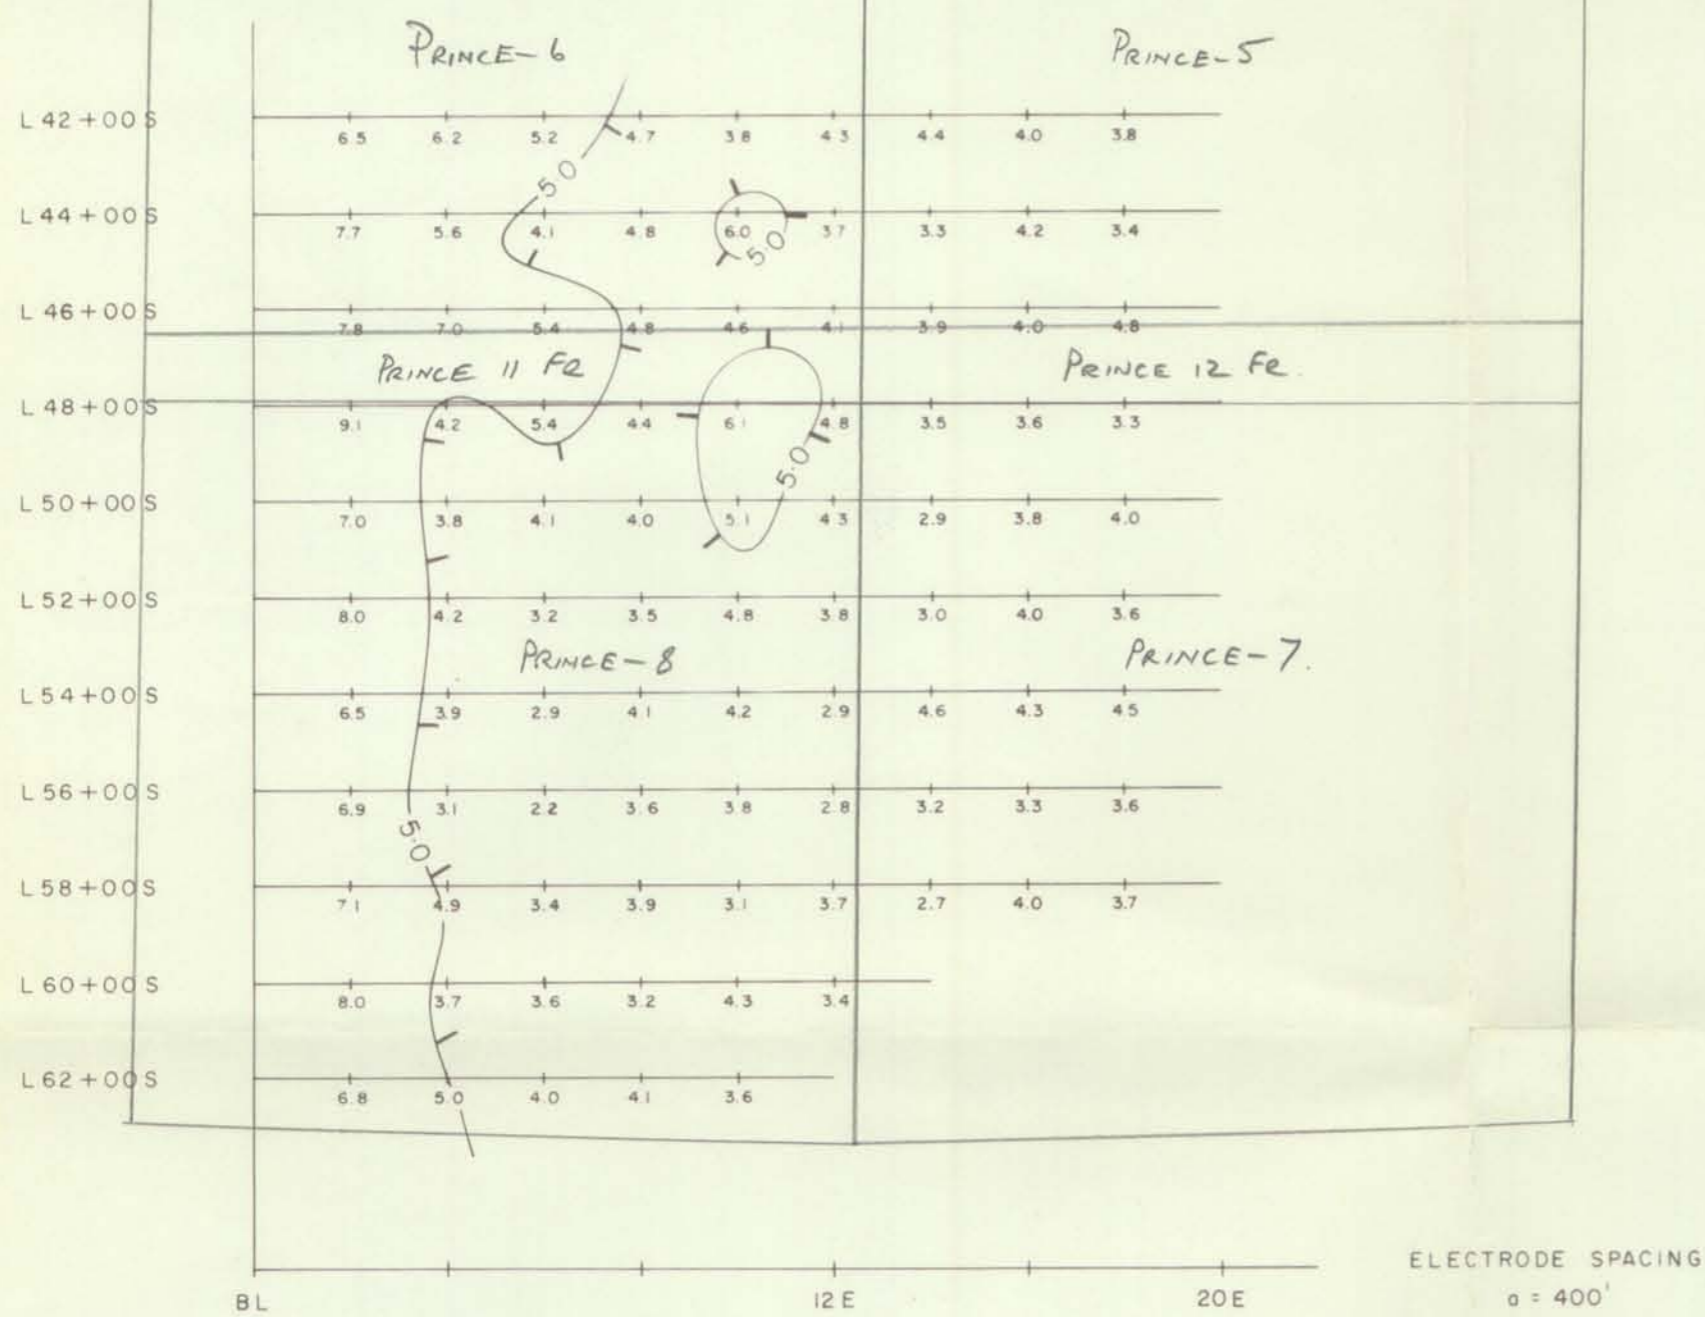 PRINCE-6 PRINCE-5
L 42+00S 6.5 6.2 5.2 4.7 3.8 4.3 4.4 4.0 3.8
5.0
L 44+00S 7.7 5.6 4.1 4.8 6.0 3.7 3.3 4.2 3.4
5.0
L 46+00S 7.8 7.0 5.4 4.8 4.6 4.1 3.9 4.0 4.8
PRINCE 11 FR PRINCE 12 FR.
L 48+00S 9.1 4.2 5.4 4.4 6.1 4.8 3.5 3.6 3.3
5.0
L 50+00S 7.0 3.8 4.1 4.0 5.1 4.3 2.9 3.8 4.0
L 52+00S 8.0 4.2 3.2 3.5 4.8 3.8 3.0 4.0 3.6
PRINCE-8 PRINCE-7.
L 54+00S 6.5 3.9 2.9 4.1 4.2 2.9 4.6 4.3 4.5
L 56+00S 6.9 3.1 2.2 3.6 3.8 2.8 3.2 3.3 3.6
5.0
L 58+00S 7.1 4.9 3.4 3.9 3.1 3.7 2.7 4.0 3.7
L 60+00S 8.0 3.7 3.6 3.2 4.3 3.4
L 62+00S 6.8 5.0 4.0 4.1 3.6
ELECTRODE SPACING
BL 12E 20E a = 400'